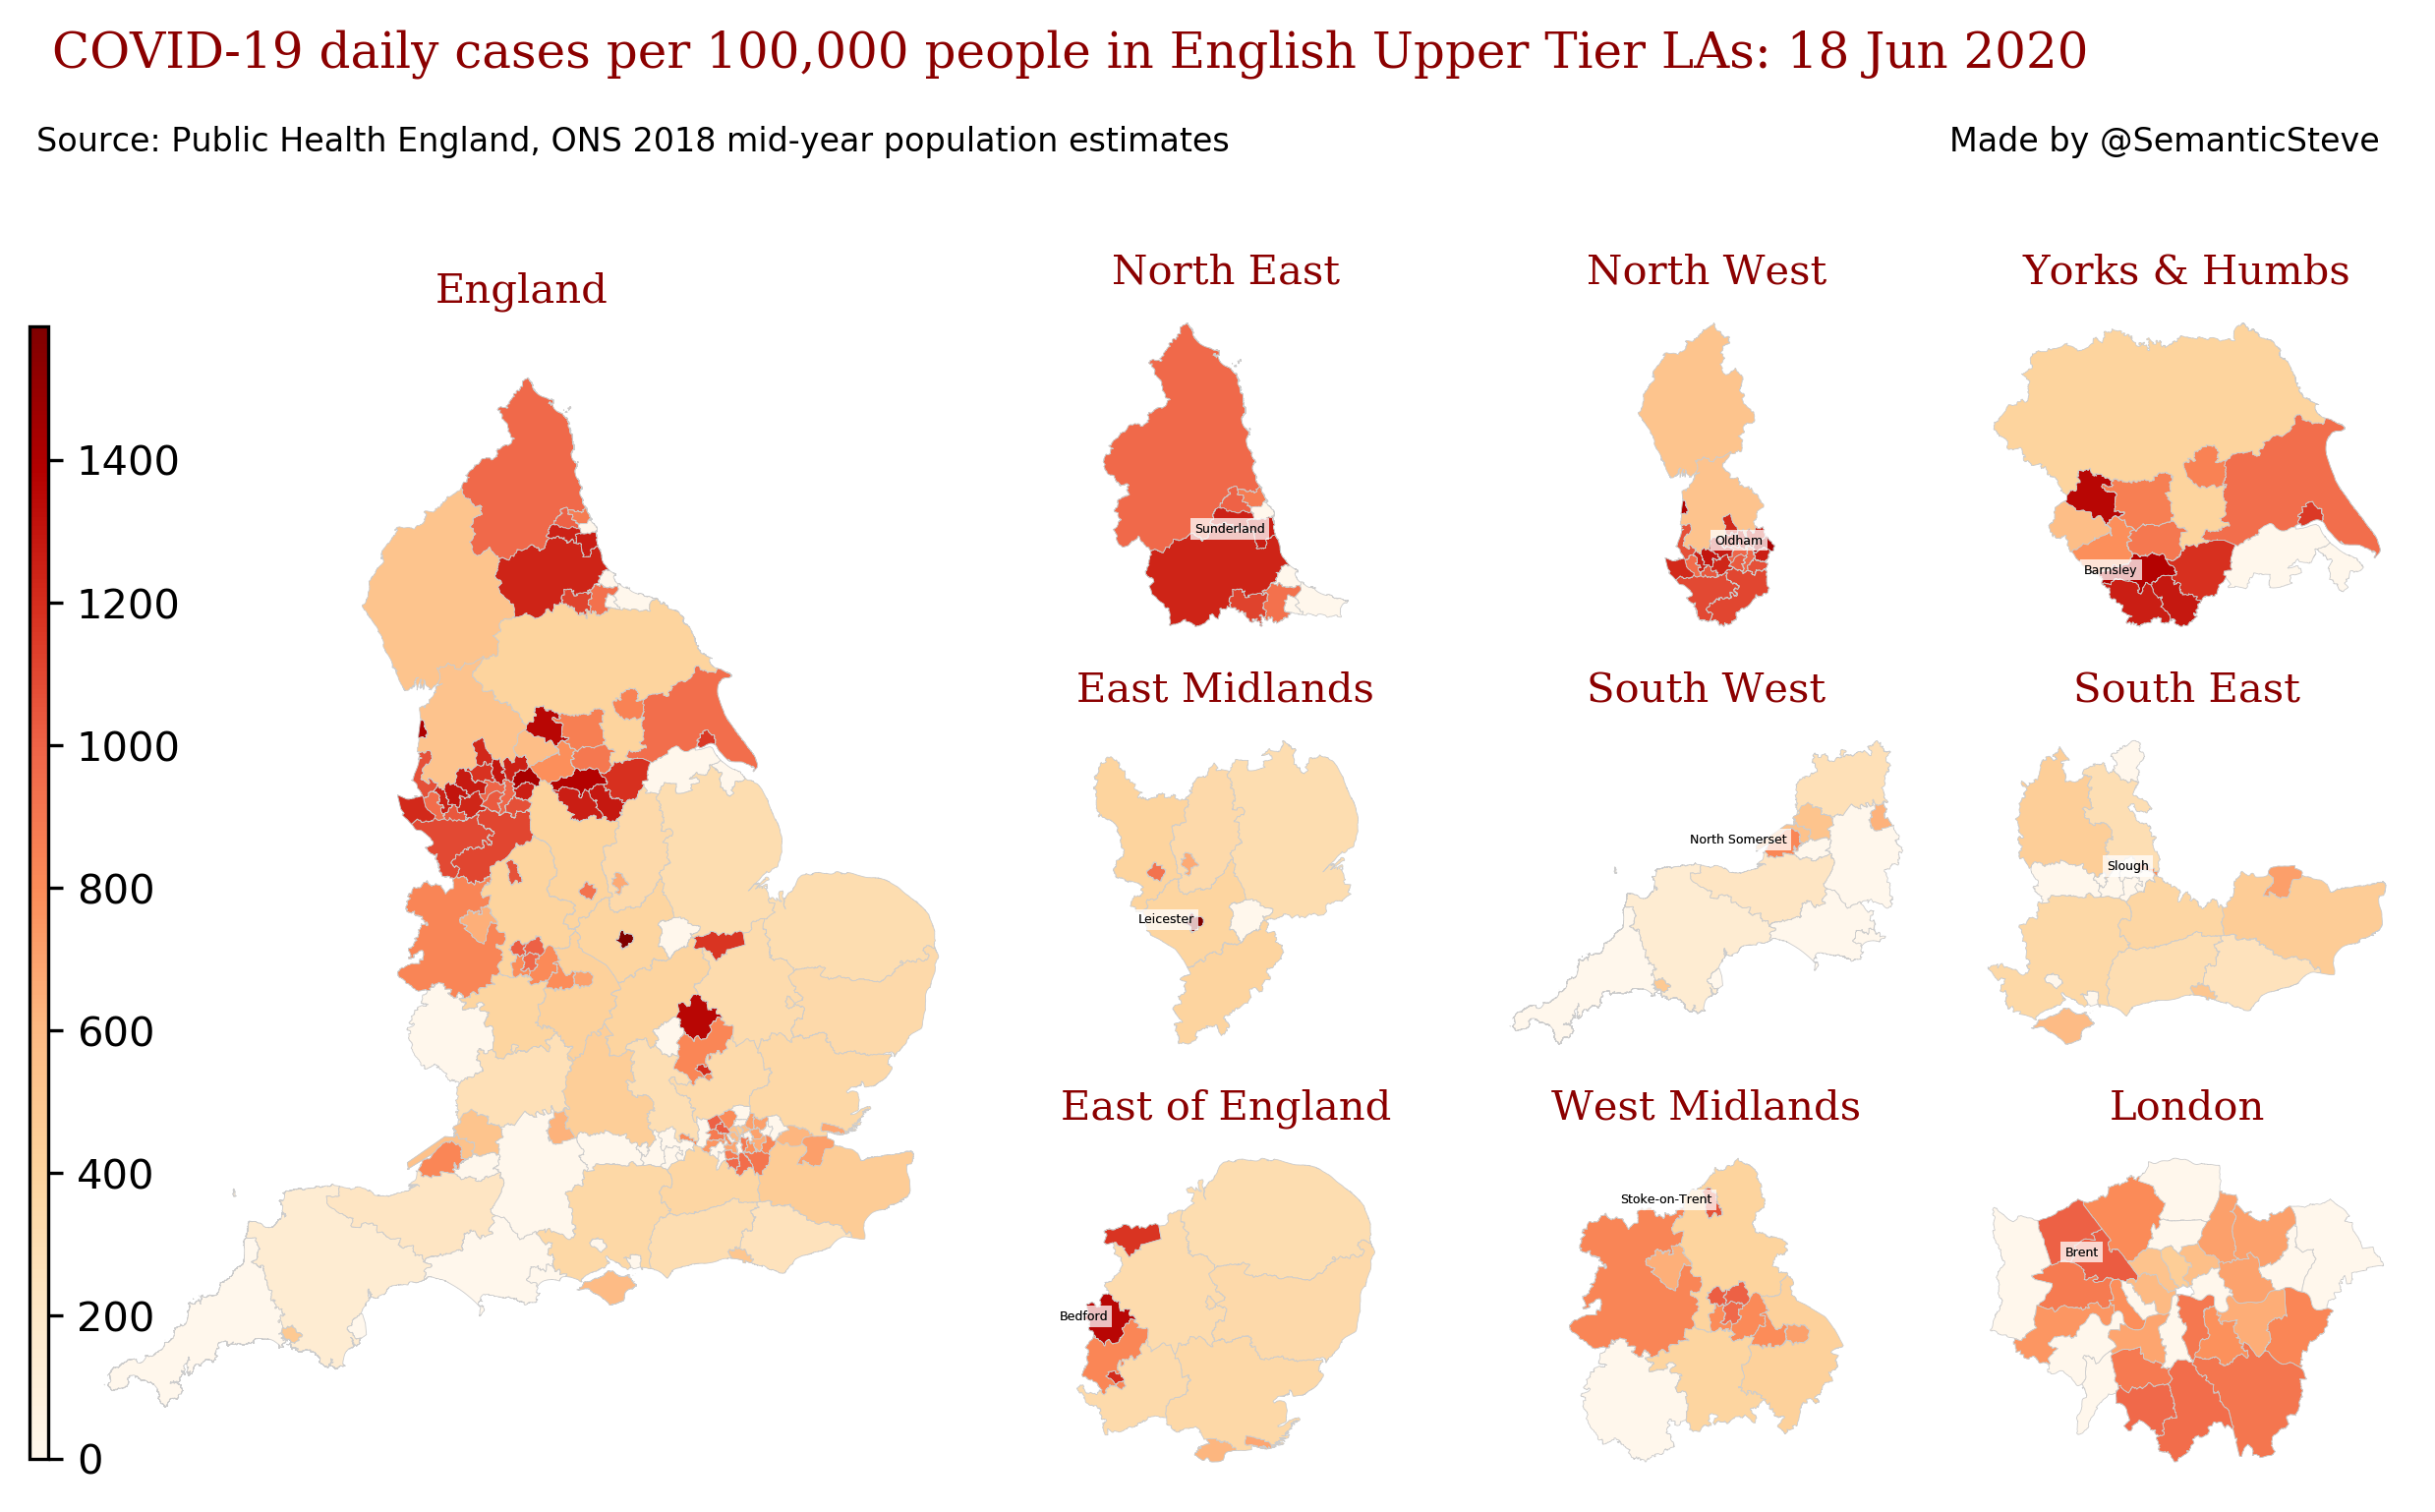 COVID-19 daily cases per 100,000 people in English Upper Tier LAs: 18 Jun 2020
Source: Public Health England, ONS 2018 mid-year population estimates
Made by @SemanticSteve
England
1400
1200
1000
800
600
400
200
0
North East
Sunderland
North West
Oldham
Yorks & Humbs
Barnsley
East Midlands
Leicester
South West
North Somerset
South East
Slough
East of England
Bedford
West Midlands
Stoke-on-Trent
London
Brent